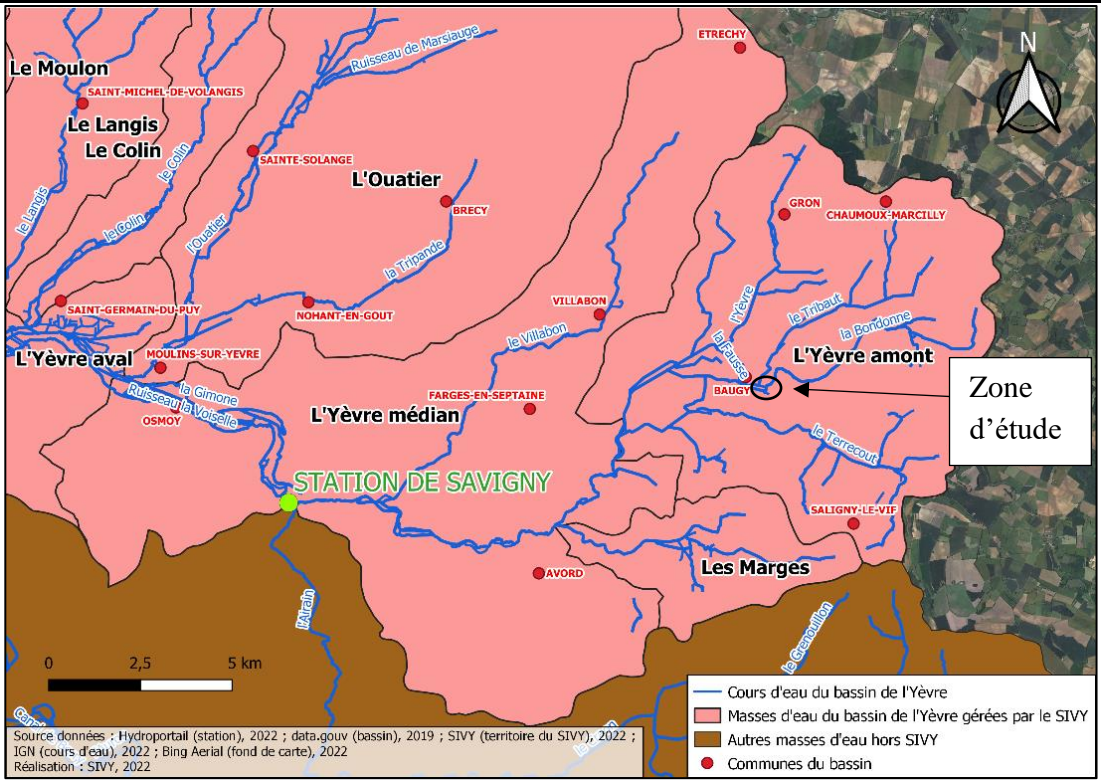 ETRECHY
N
Ruisseau de Marsiauge
Le Moulon
SAINT-MICHEL-DE-VOLANGIS
Le Langis
Le Colin
le Colin
SAINTE-SOLANGE
L'Ouatier
BRECY
GRON
CHAUMOUX-MARCILLY
le Langis
le Colin
l'Ouatier
la Tripande
SAINT-GERMAIN-DU-PUY
NOHANT-EN-GOUT
VILLABON
l'Yèvre
le Tribaut
la Bondonne
le Villabon
la Fausse
L'Yèvre amont
L'Yèvre aval
MOULINS-SUR-YEVRE
BAUGY
Zone
d'étude
la Gimone
Ruisseau la Voiselle
OSMOY
L'Yèvre médian
FARGES-EN-SEPTAINE
le Terrecout
STATION DE SAVIGNY
SALIGNY-LE-VIF
Les Marges
AVORD
l'Airain
le Grenouillon
0 2,5 5 km
Cours d'eau du bassin de l'Yèvre
Masses d'eau du bassin de l'Yèvre gérées par le SIVY
Autres masses d'eau hors SIVY
Communes du bassin
Source données : Hydroportail (station), 2022 ; data.gouv (bassin), 2019 ; SIVY (territoire du SIVY), 2022 ;
IGN (cours d'eau), 2022 ; Bing Aerial (fond de carte), 2022
Réalisation : SIVY, 2022